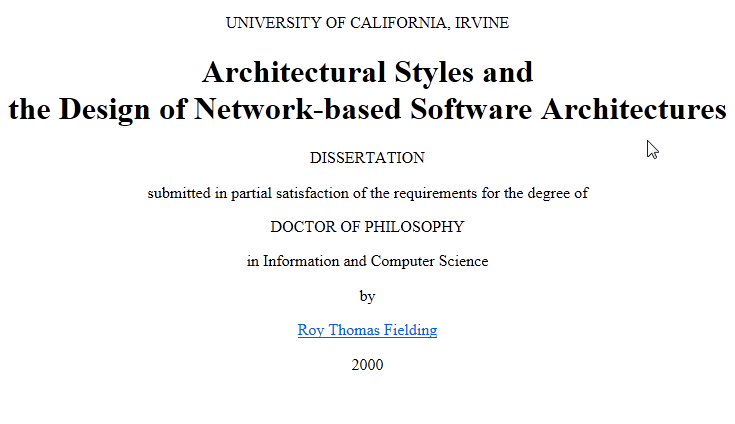 UNIVERSITY OF CALIFORNIA, IRVINE
Architectural Styles and
the Design of Network-based Software Architectures
DISSERTATION
submitted in partial satisfaction of the requirements for the degree of
DOCTOR OF PHILOSOPHY
in Information and Computer Science
by
Roy Thomas Fielding
2000